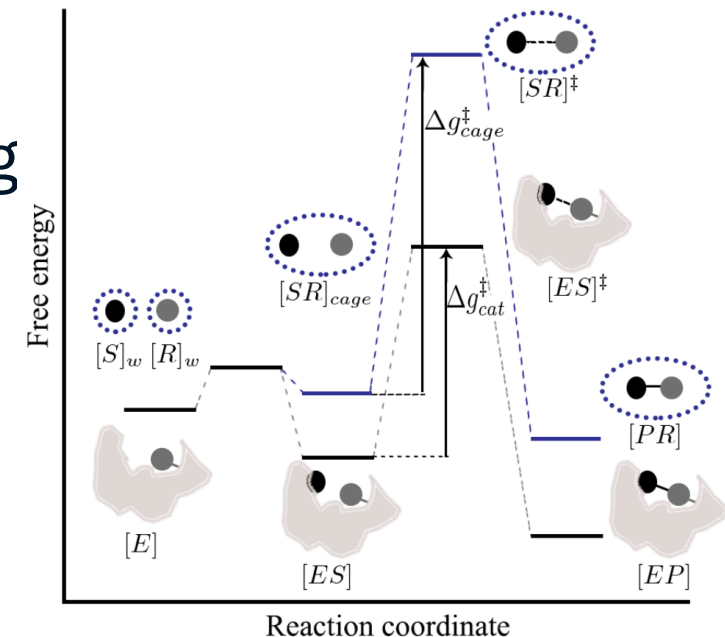 g
Free energy
[SR]‡
Δg‡cage
[SR]cage
[ES]‡
Δg‡cat
[S]w [R]w
[PR]
[E]
[ES]
[EP]
Reaction coordinate